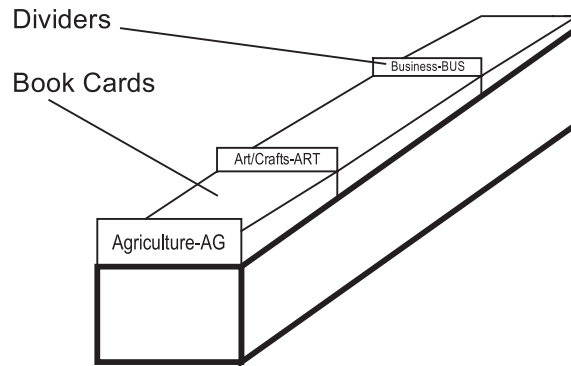 Dividers
Business-BUS
Book Cards
Art/Crafts-ART
Agriculture-AG